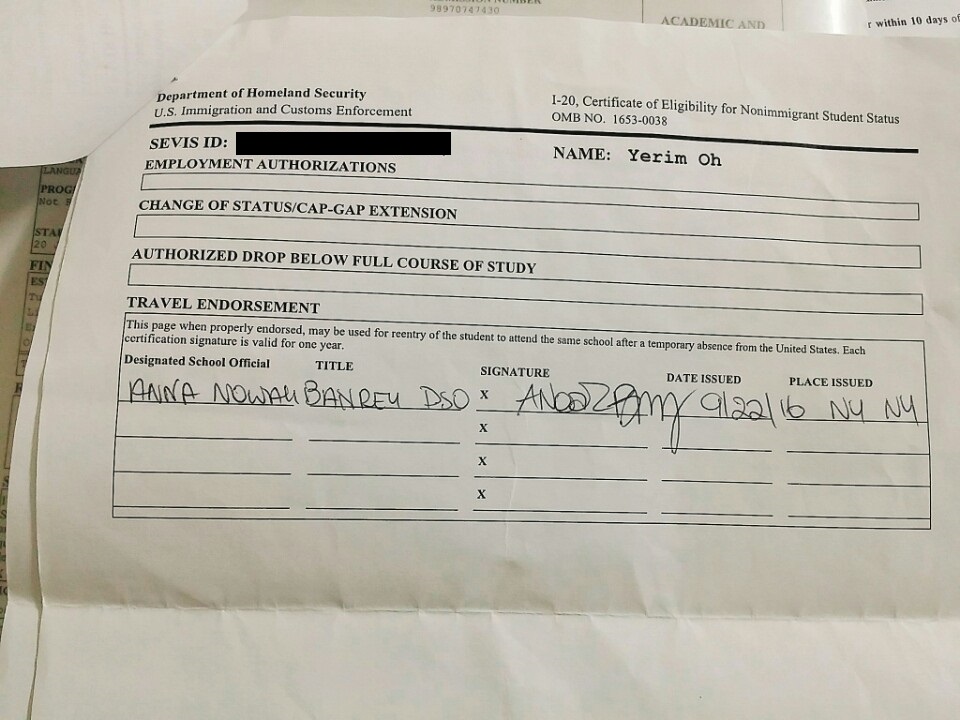 98970747430
ACADEMIC AND
r within 10 days of
Department of Homeland Security
U.S. Immigration and Customs Enforcement
I-20, Certificate of Eligibility for Nonimmigrant Student Status
OMB NO. 1653-0038
SEVIS ID:
NAME: Yerim Oh
EMPLOYMENT AUTHORIZATIONS
CHANGE OF STATUS/CAP-GAP EXTENSION
AUTHORIZED DROP BELOW FULL COURSE OF STUDY
TRAVEL ENDORSEMENT
This page when properly endorsed, may be used for reentry of the student to attend the same school after a temporary absence from the United States. Each
certification signature is valid for one year.
Designated School Official TITLE SIGNATURE DATE ISSUED PLACE ISSUED
ANNA DSO X 9/22/16 NY NY
X
X
X